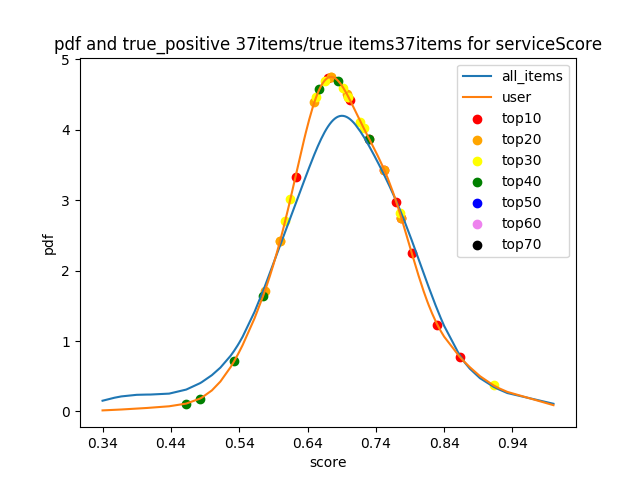 pdf and true_positive 37items/true items37items for serviceScore
all_items
user
top10
top20
top30
top40
top50
top60
top70
5
4
3
2
1
0
pdf
0.34 0.44 0.54 0.64 0.74 0.84 0.94
score